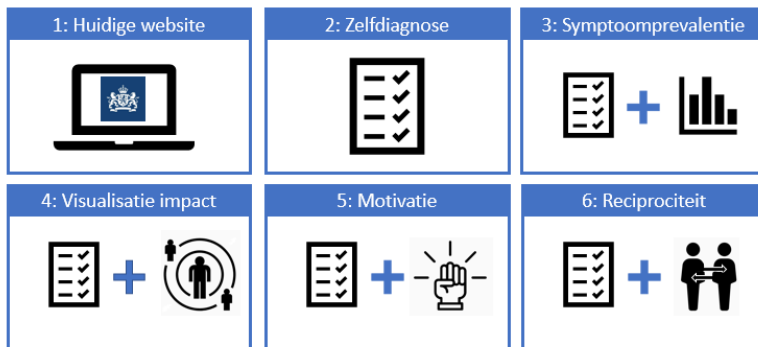 1: Huidige website
2: Zelfdiagnose
3: Symptoomprevalentie
4: Visualisatie impact
5: Motivatie
6: Reciprociteit